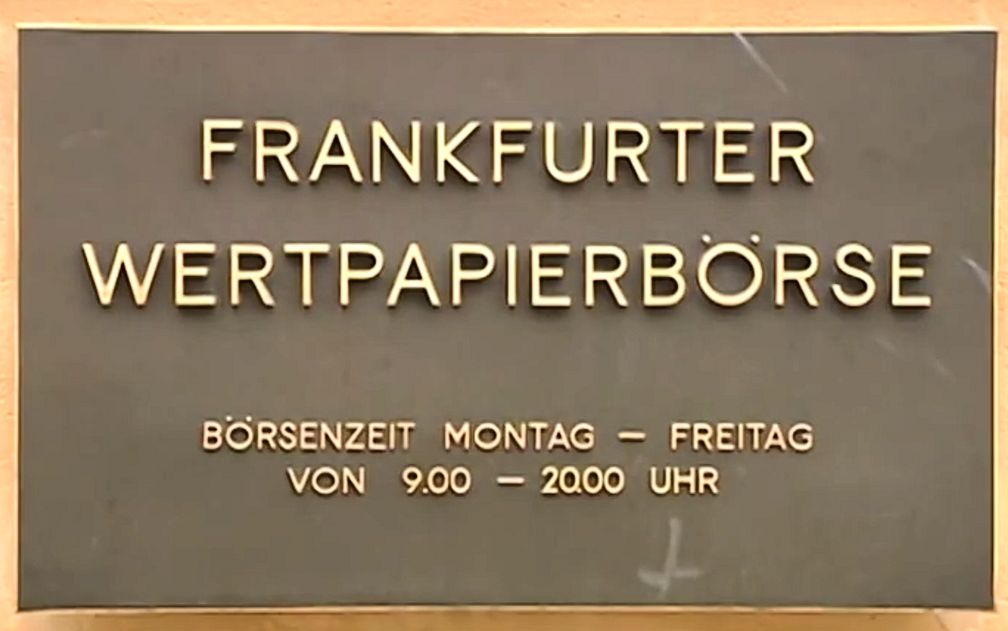 FRANKFURTER
WERTPAPIERBÖRSE
BÖRSENZEIT MONTAG – FREITAG
VON 9.00 – 20.00 UHR